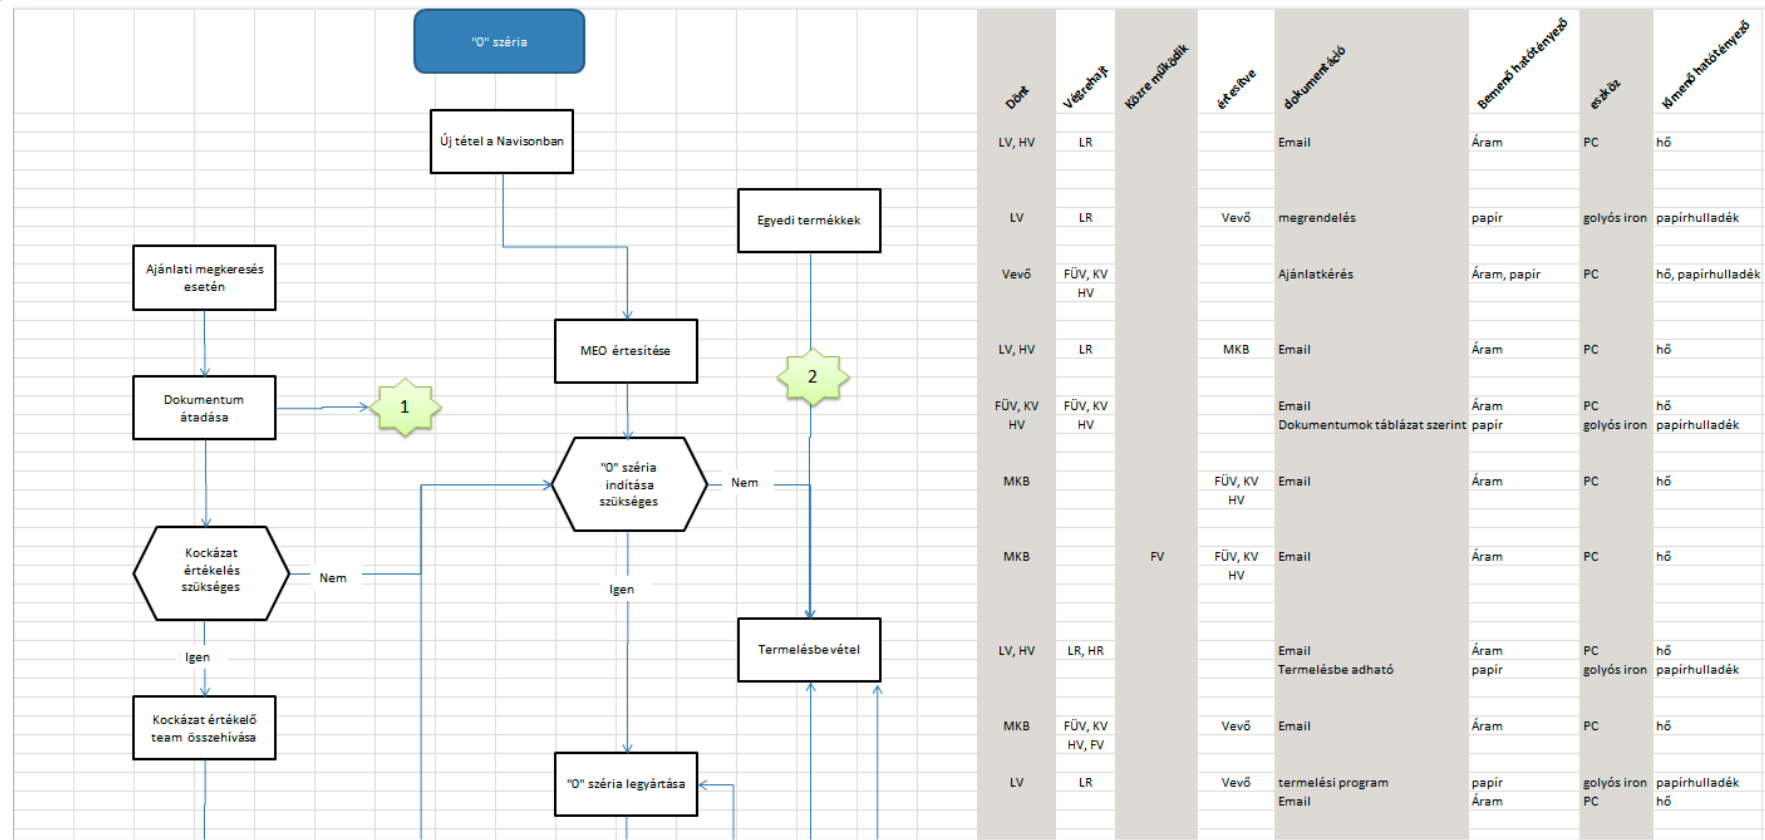 "0" széria
Új tétel a Navisonban
Egyedi termékkek
Ajánlati megkeresés
esetén
MEO értesítése
2
Dokumentum
átadása
1
"0" széria
indítása
szükséges
Nem
Kockázat
értékelés
szükséges
Nem
Igen
Igen
Termelésbevétel
Kockázat értékelő
team összehívása
"0" széria legyártása
Dönt
Végrehajt
Közre működik
értesítve
dokumentáció
Bemenő hatótényező
eszköz
Kimenő hatótényező
LV, HV LR Email Áram PC hő
LV LR Vevő megrendelés papír golyós iron papírhulladék
Vevő FÜV, KV Ajánlatkérés Áram, papír PC hő, papírhulladék
HV
LV, HV LR MKB Email Áram PC hő
FÜV, KV FÜV, KV Email Áram PC hő
HV HV Dokumentumok táblázat szerint papír golyós iron papírhulladék
MKB FÜV, KV Email Áram PC hő
HV
MKB FV FÜV, KV Email Áram PC hő
HV
LV, HV LR, HR Email Áram PC hő
Termelésbe adható papír golyós iron papírhulladék
MKB FÜV, KV Vevő Email Áram PC hő
HV, FV
LV LR Vevő termelési program papír golyós iron papírhulladék
Email Áram PC hő